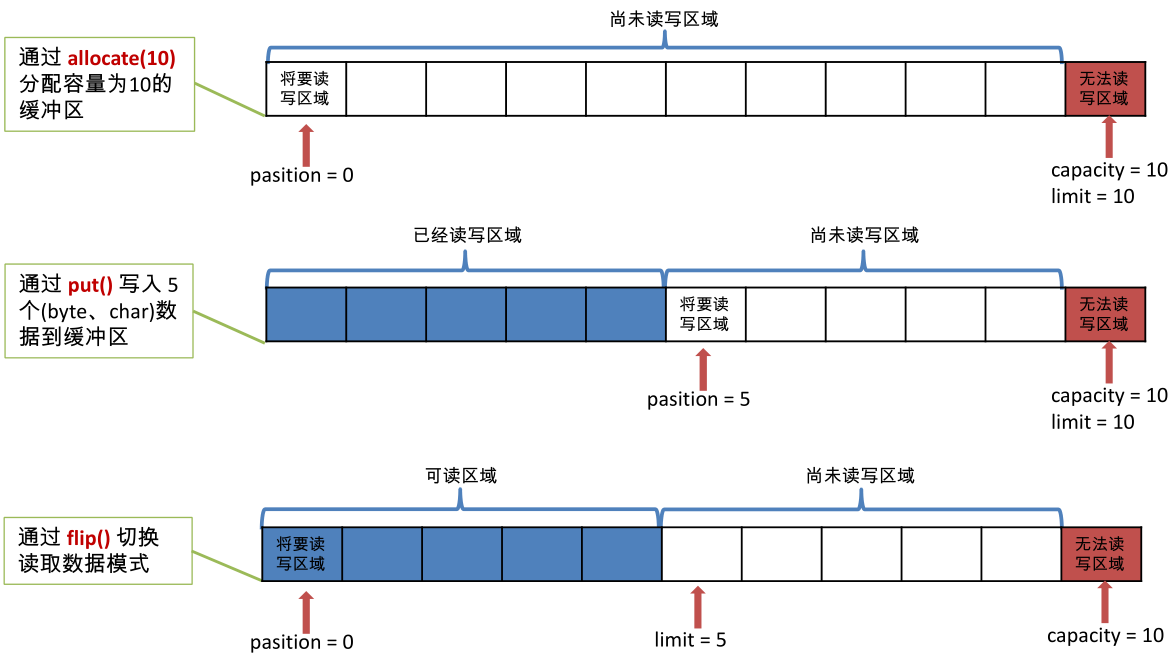 尚未读写区域
通过 allocate(10)
分配容量为10的
缓冲区
将要读
写区域
无法读
写区域
pasition = 0
capacity = 10
limit = 10
已经读写区域
尚未读写区域
通过 put() 写入 5
个(byte、char)数
据到缓冲区
将要读
写区域
无法读
写区域
pasition = 5
capacity = 10
limit = 10
可读区域
尚未读写区域
通过 flip() 切换
读取数据模式
将要读
写区域
无法读
写区域
pasition = 0
limit = 5
capacity = 10